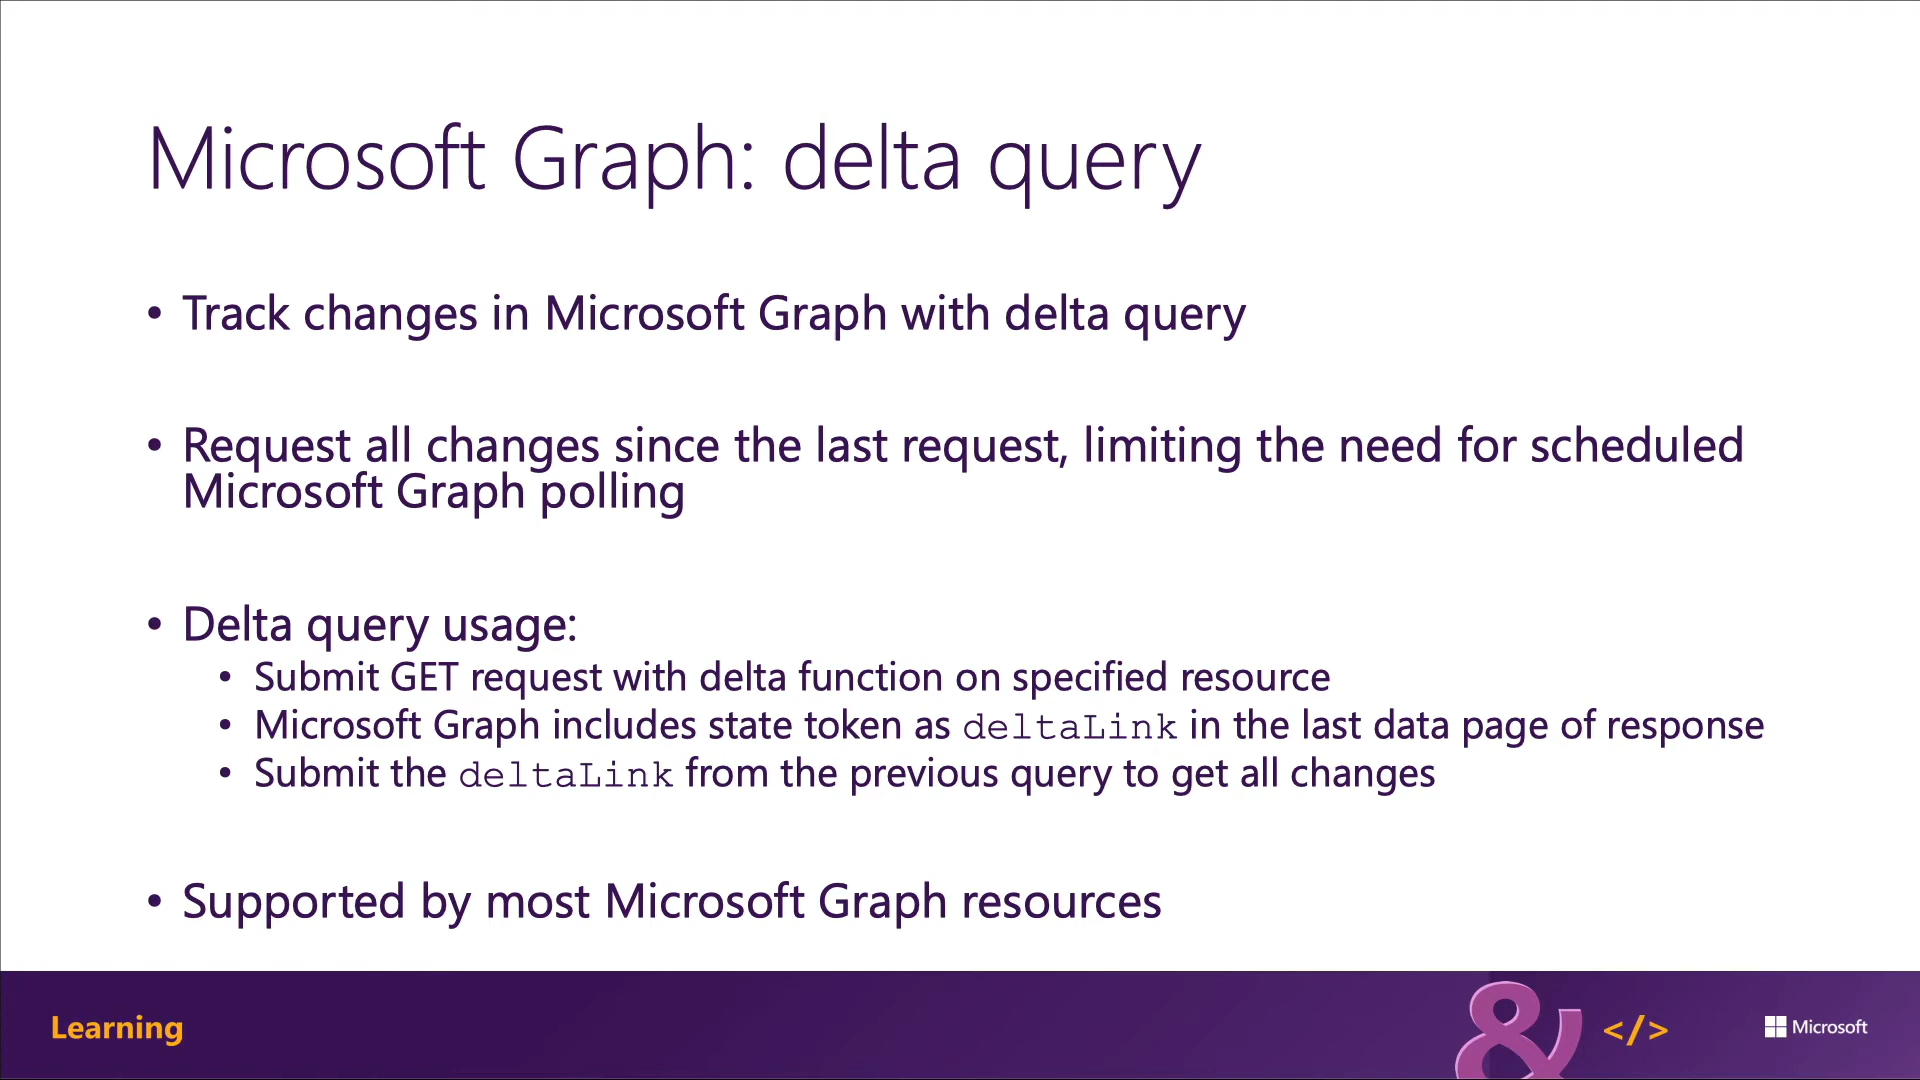 Microsoft Graph: delta query
• Track changes in Microsoft Graph with delta query
• Request all changes since the last request, limiting the need for scheduled
Microsoft Graph polling
• Delta query usage:
• Submit GET request with delta function on specified resource
• Microsoft Graph includes state token as deltaLink in the last data page of response
• Submit the deltaLink from the previous query to get all changes
• Supported by most Microsoft Graph resources
Learning
& </>
Microsoft